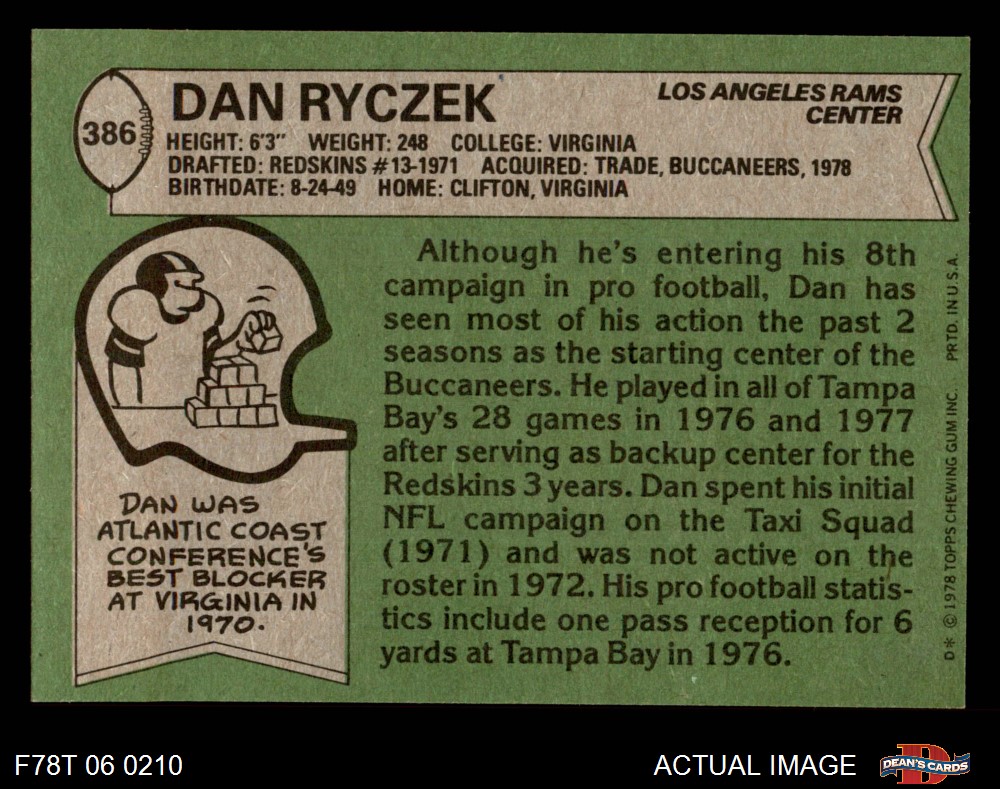 386
DAN RYCZEK
LOS ANGELES RAMS
CENTER
HEIGHT: 6'3" WEIGHT: 248 COLLEGE: VIRGINIA
DRAFTED: REDSKINS #13-1971 ACQUIRED: TRADE, BUCCANEERS, 1978
BIRTHDATE: 8-24-49 HOME: CLIFTON, VIRGINIA
DAN WAS
ATLANTIC COAST
CONFERENCE'S
BEST BLOCKER
AT VIRGINIA IN
1970.
Although he's entering his 8th
campaign in pro football, Dan has
seen most of his action the past 2
seasons as the starting center of the
Buccaneers. He played in all of Tampa
Bay's 28 games in 1976 and 1977
after serving as backup center for the
Redskins 3 years. Dan spent his initial
NFL campaign on the Taxi Squad
(1971) and was not active on the
roster in 1972. His pro football statis-
tics include one pass reception for 6
yards at Tampa Bay in 1976.
D* © 1978 TOPPS CHEWING GUM INC. PRTD. IN U.S.A.
F78T 06 0210
ACTUAL IMAGE
D
DEAN'S CARDS